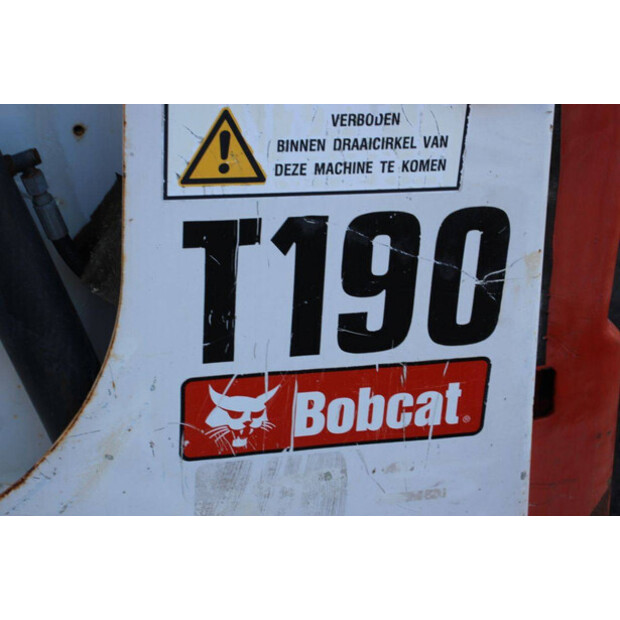 VERBODEN
BINNEN DRAAICIRKEL VAN
DEZE MACHINE TE KOMEN
T190
Bobcat®